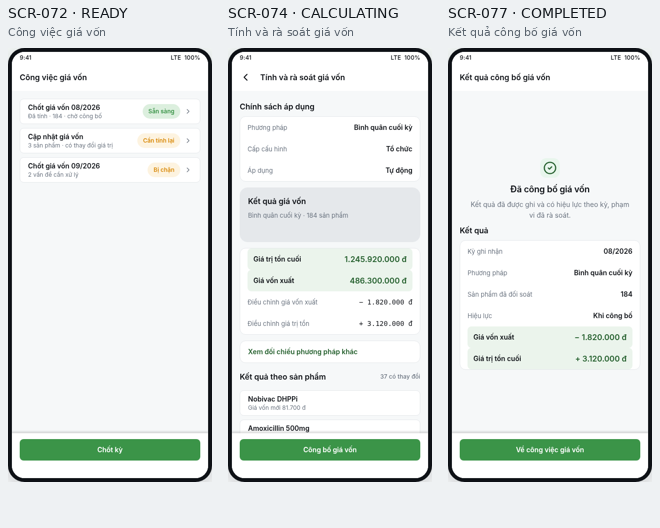 SCR-072 · READY
Công việc giá vốn
9:41
LTE 100%
Công việc giá vốn
Chốt giá vốn 08/2026
Đã tính · 184 · chờ công bố
Sẵn sàng
Cập nhật giá vốn
3 sản phẩm · có thay đổi giá trị
Cần tính lại
Chốt giá vốn 09/2026
2 vấn đề cần xử lý
Bị chặn
Chốt kỳ
SCR-074 · CALCULATING
Tính và rà soát giá vốn
9:41
LTE 100%
Tính và rà soát giá vốn
Chính sách áp dụng
Phương pháp
Bình quân cuối kỳ
Cấp cấu hình
Tổ chức
Áp dụng
Tự động
Kết quả giá vốn
Bình quân cuối kỳ · 184 sản phẩm
Giá trị tồn cuối
1.245.920.000 đ
Giá vốn xuất
486.300.000 đ
Điều chỉnh giá vốn xuất
− 1.820.000 đ
Điều chỉnh giá trị tồn
+ 3.120.000 đ
Xem đối chiếu phương pháp khác
Kết quả theo sản phẩm
37 có thay đổi
Nobivac DHPPi
Giá vốn mới 81.700 đ
Amoxicillin 500mg
Công bố giá vốn
SCR-077 · COMPLETED
Kết quả công bố giá vốn
9:41
LTE 100%
Kết quả công bố giá vốn
Đã công bố giá vốn
Kết quả đã được ghi và có hiệu lực theo kỳ, phạm
vi đã rà soát.
Kết quả
Kỳ ghi nhận
08/2026
Phương pháp
Bình quân cuối kỳ
Sản phẩm đã đối soát
184
Hiệu lực
Khi công bố
Giá vốn xuất
− 1.820.000 đ
Giá trị tồn cuối
+ 3.120.000 đ
Về công việc giá vốn